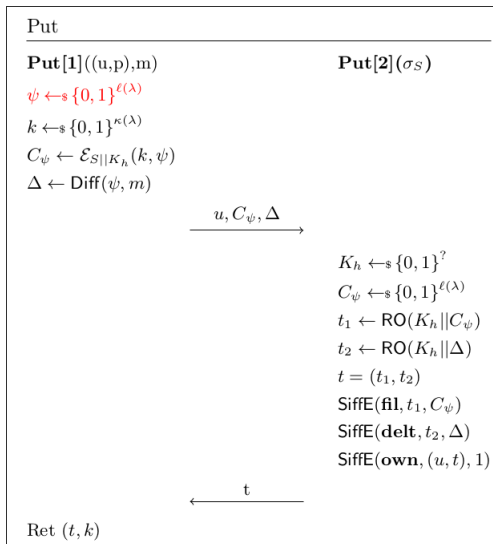 Put
Put[1]((u,p),m) Put[2](σ_S)
ψ ←$ {0, 1}^ℓ(λ)
k ←$ {0, 1}^κ(λ)
C_ψ ← ℰ_S||K_h(k, ψ)
Δ ← Diff(ψ, m)
u, C_ψ, Δ
K_h ←$ {0, 1}^?
C_ψ ←$ {0, 1}^ℓ(λ)
t_1 ← RO(K_h||C_ψ)
t_2 ← RO(K_h||Δ)
t = (t_1, t_2)
SiffE(fil, t_1, C_ψ)
SiffE(delt, t_2, Δ)
SiffE(own, (u, t), 1)
t
Ret (t, k)